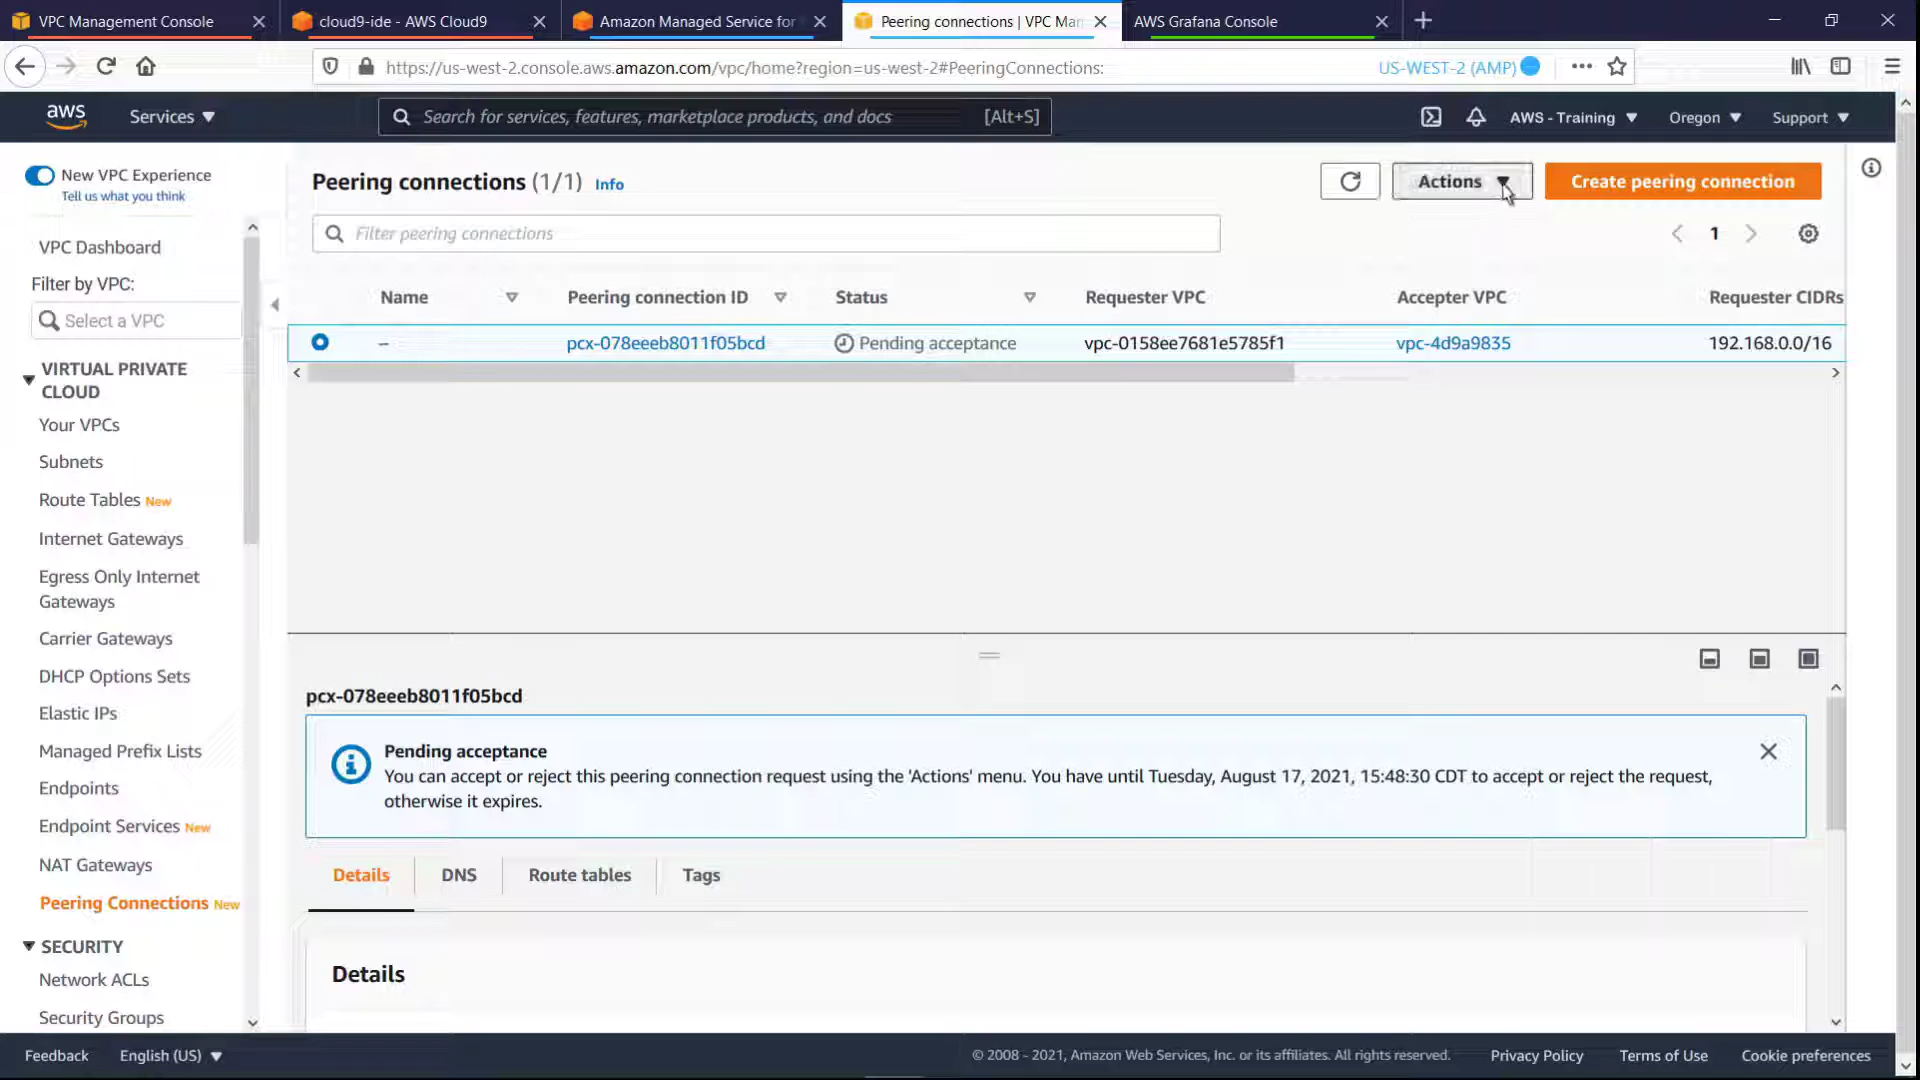 VPC Management Console
cloud9-ide - AWS Cloud9
Amazon Managed Service for
Peering connections | VPC Man
AWS Grafana Console
https://us-west-2.console.aws.amazon.com/vpc/home?region=us-west-2#PeeringConnections:
US-WEST-2 (AMP)
aws
Services
Search for services, features, marketplace products, and docs
[Alt+S]
AWS - Training
Oregon
Support
New VPC Experience
Tell us what you think
VPC Dashboard
Filter by VPC:
Select a VPC
VIRTUAL PRIVATE
CLOUD
Your VPCs
Subnets
Route Tables New
Internet Gateways
Egress Only Internet
Gateways
Carrier Gateways
DHCP Options Sets
Elastic IPs
Managed Prefix Lists
Endpoints
Endpoint Services New
NAT Gateways
Peering Connections New
SECURITY
Network ACLs
Security Groups
Peering connections (1/1) Info
Actions
Create peering connection
Filter peering connections
1
Name
Peering connection ID
Status
Requester VPC
Accepter VPC
Requester CIDRs
–
pcx-078eeeb8011f05bcd
Pending acceptance
vpc-0158ee7681e5785f1
vpc-4d9a9835
192.168.0.0/16
pcx-078eeeb8011f05bcd
Pending acceptance
You can accept or reject this peering connection request using the 'Actions' menu. You have until Tuesday, August 17, 2021, 15:48:30 CDT to accept or reject the request,
otherwise it expires.
Details
DNS
Route tables
Tags
Details
Feedback
English (US)
© 2008 - 2021, Amazon Web Services, Inc. or its affiliates. All rights reserved.
Privacy Policy
Terms of Use
Cookie preferences